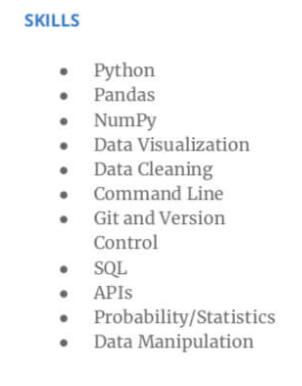 SKILLS
● Python
● Pandas
● NumPy
● Data Visualization
● Data Cleaning
● Command Line
● Git and Version
Control
● SQL
● APIs
● Probability/Statistics
● Data Manipulation